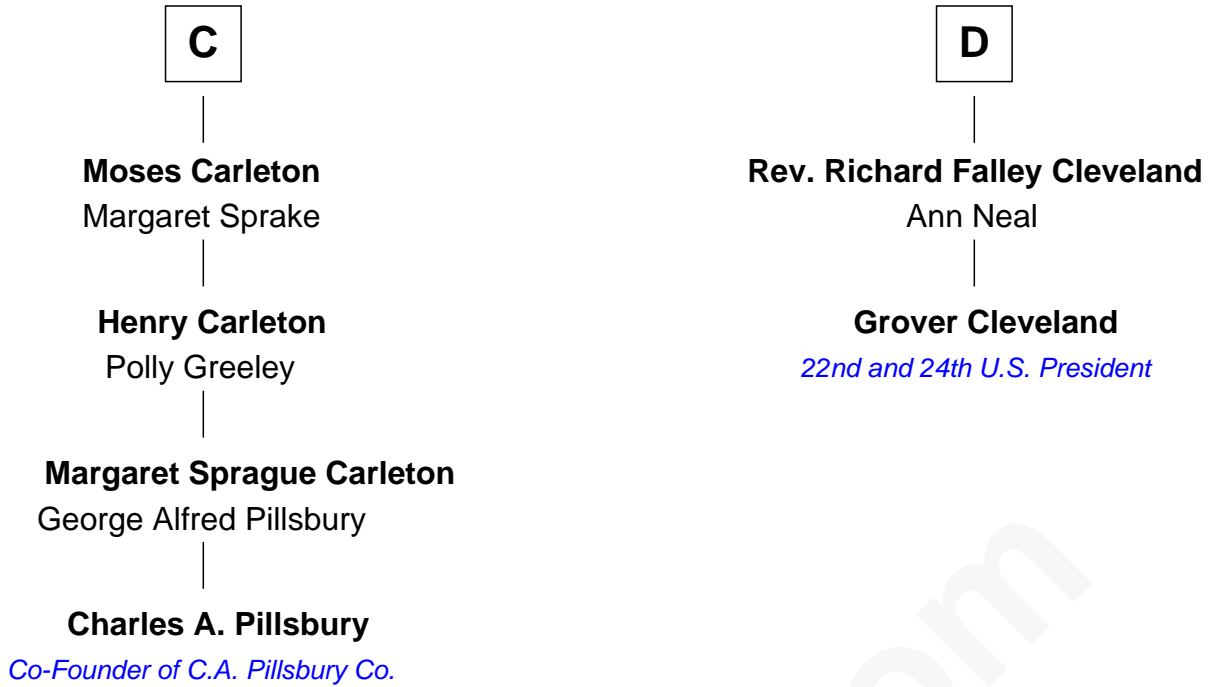 C
Moses Carleton
Margaret Sprake
Henry Carleton
Polly Greeley
Margaret Sprague Carleton
George Alfred Pillsbury
Charles A. Pillsbury
Co-Founder of C.A. Pillsbury Co.
D
Rev. Richard Falley Cleveland
Ann Neal
Grover Cleveland
22nd and 24th U.S. President
om